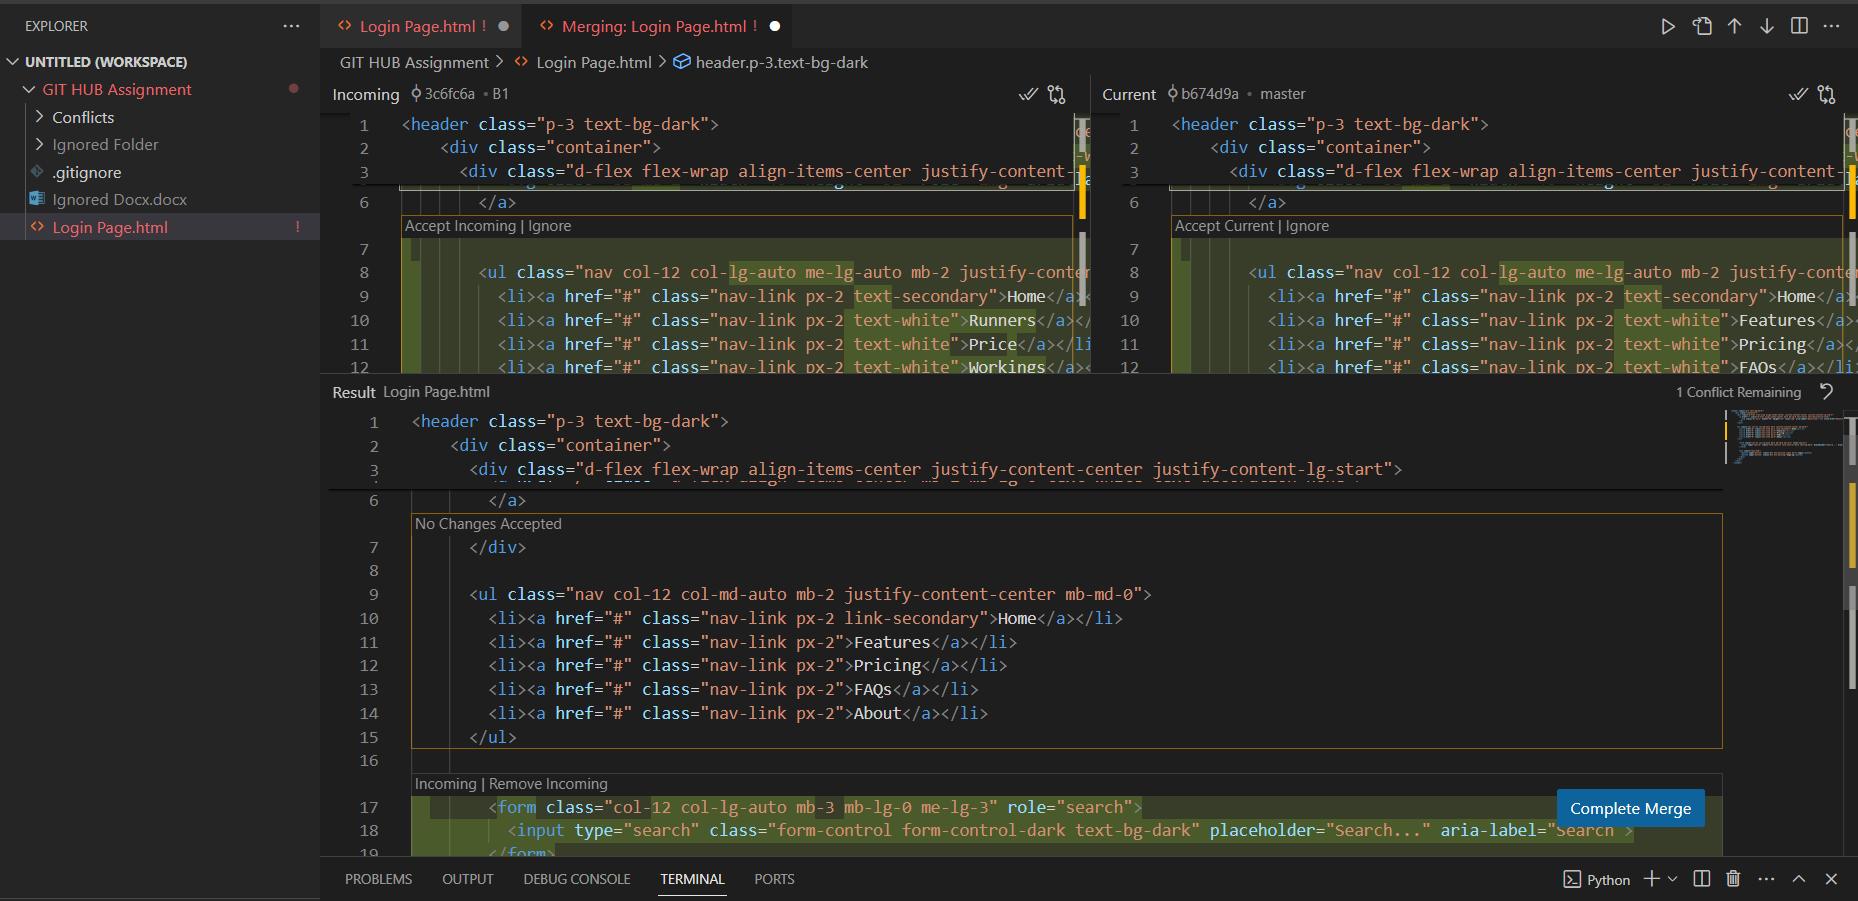 EXPLORER
UNTITLED (WORKSPACE)
GIT HUB Assignment
Conflicts
Ignored Folder
.gitignore
Ignored Docx.docx
Login Page.html !
Login Page.html !
Merging: Login Page.html !
GIT HUB Assignment > Login Page.html > header.p-3.text-bg-dark
Incoming 3c6fc6a • B1
1 <header class="p-3 text-bg-dark">
2 <div class="container">
3 <div class="d-flex flex-wrap align-items-center justify-content-
6 </a>
Accept Incoming | Ignore
7
8 <ul class="nav col-12 col-lg-auto me-lg-auto mb-2 justify-conte
9 <li><a href="#" class="nav-link px-2 text-secondary">Home</a><
10 <li><a href="#" class="nav-link px-2 text-white">Runners</a></
11 <li><a href="#" class="nav-link px-2 text-white">Price</a></li
12 <li><a href="#" class="nav-link px-2 text-white">Workings</a><
Current b674d9a • master
1 <header class="p-3 text-bg-dark">
2 <div class="container">
3 <div class="d-flex flex-wrap align-items-center justify-content-
6 </a>
Accept Current | Ignore
7
8 <ul class="nav col-12 col-lg-auto me-lg-auto mb-2 justify-conte
9 <li><a href="#" class="nav-link px-2 text-secondary">Home</a>
10 <li><a href="#" class="nav-link px-2 text-white">Features</a>
11 <li><a href="#" class="nav-link px-2 text-white">Pricing</a><
12 <li><a href="#" class="nav-link px-2 text-white">FAQs</a></li>
Result Login Page.html
1 Conflict Remaining
1 <header class="p-3 text-bg-dark">
2 <div class="container">
3 <div class="d-flex flex-wrap align-items-center justify-content-center justify-content-lg-start">
6 </a>
No Changes Accepted
7 </div>
8
9 <ul class="nav col-12 col-md-auto mb-2 justify-content-center mb-md-0">
10 <li><a href="#" class="nav-link px-2 link-secondary">Home</a></li>
11 <li><a href="#" class="nav-link px-2">Features</a></li>
12 <li><a href="#" class="nav-link px-2">Pricing</a></li>
13 <li><a href="#" class="nav-link px-2">FAQs</a></li>
14 <li><a href="#" class="nav-link px-2">About</a></li>
15 </ul>
16
Incoming | Remove Incoming
17 <form class="col-12 col-lg-auto mb-3 mb-lg-0 me-lg-3" role="search">
Complete Merge
18 <input type="search" class="form-control form-control-dark text-bg-dark" placeholder="Search..." aria-label="Search">
19 </form>
PROBLEMS OUTPUT DEBUG CONSOLE TERMINAL PORTS
Python